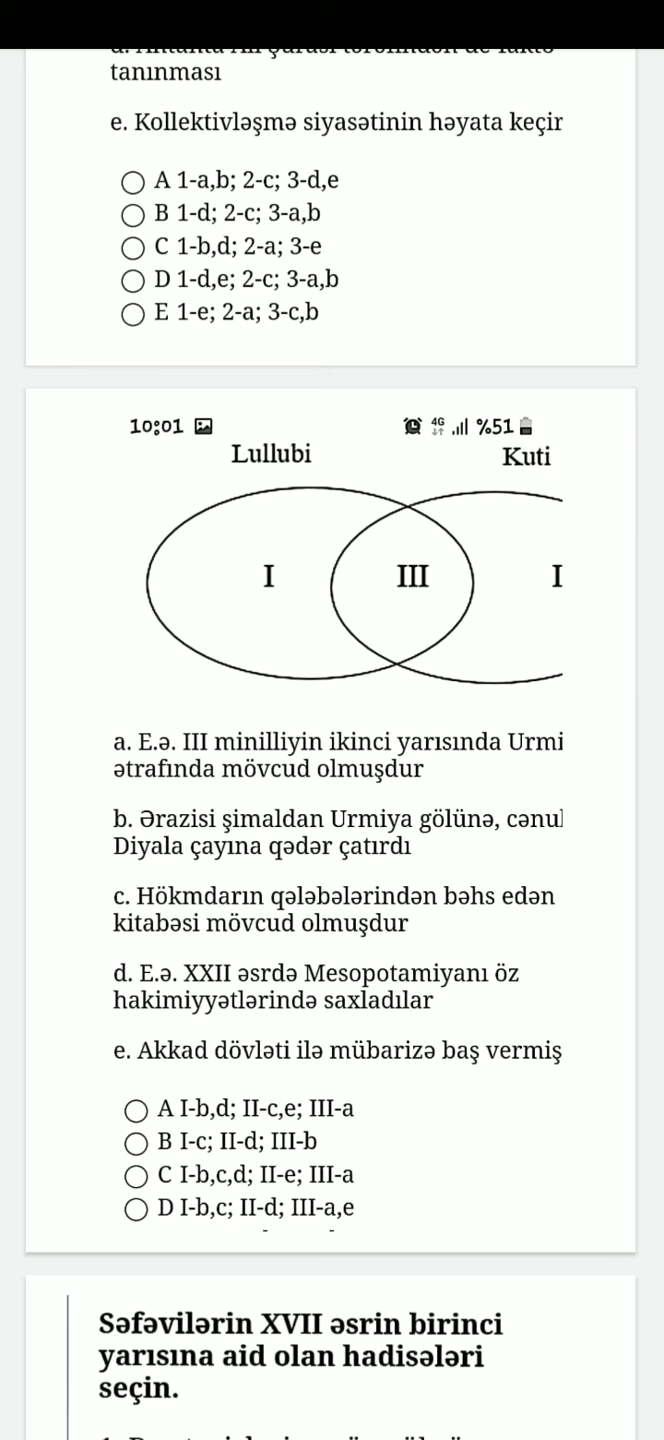 tanınması
e. Kollektivləşmə siyasətinin həyata keçir
A 1-a,b; 2-c; 3-d,e
B 1-d; 2-c; 3-a,b
C 1-b,d; 2-a; 3-e
D 1-d,e; 2-c; 3-a,b
E 1-e; 2-a; 3-c,b
10:01 4G %51
Lullubi Kuti
I III I
a. E.ə. III minilliyin ikinci yarısında Urmi
ətrafında mövcud olmuşdur
b. Ərazisi şimaldan Urmiya gölünə, cənul
Diyala çayına qədər çatırdı
c. Hökmdarın qələbələrindən bəhs edən
kitabəsi mövcud olmuşdur
d. E.ə. XXII əsrdə Mesopotamiyanı öz
hakimiyyətlərində saxladılar
e. Akkad dövləti ilə mübarizə baş vermiş
A I-b,d; II-c,e; III-a
B I-c; II-d; III-b
C I-b,c,d; II-e; III-a
D I-b,c; II-d; III-a,e
Səfəvilərin XVII əsrin birinci
yarısına aid olan hadisələri
seçin.